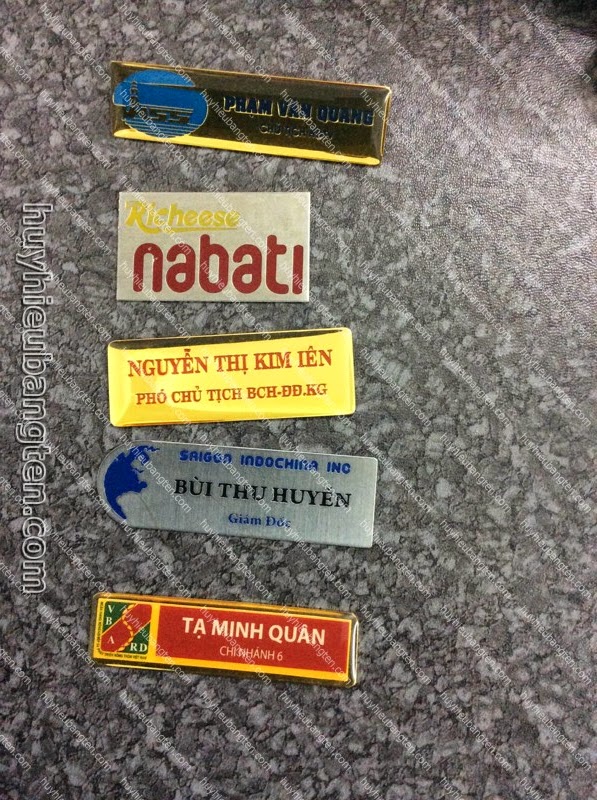 PHẠM VĂN QUANG
Richeese
nabati
NGUYỄN THỊ KIM IÊN
PHÓ CHỦ TỊCH BCH-ĐĐ.KG
SAIGON INDOCHINA INC
BÙI THU HUYỀN
Giám Đốc
V
B
A RD
TẠ MINH QUÂN
CHI NHÁNH 6
huyhieubangten.com